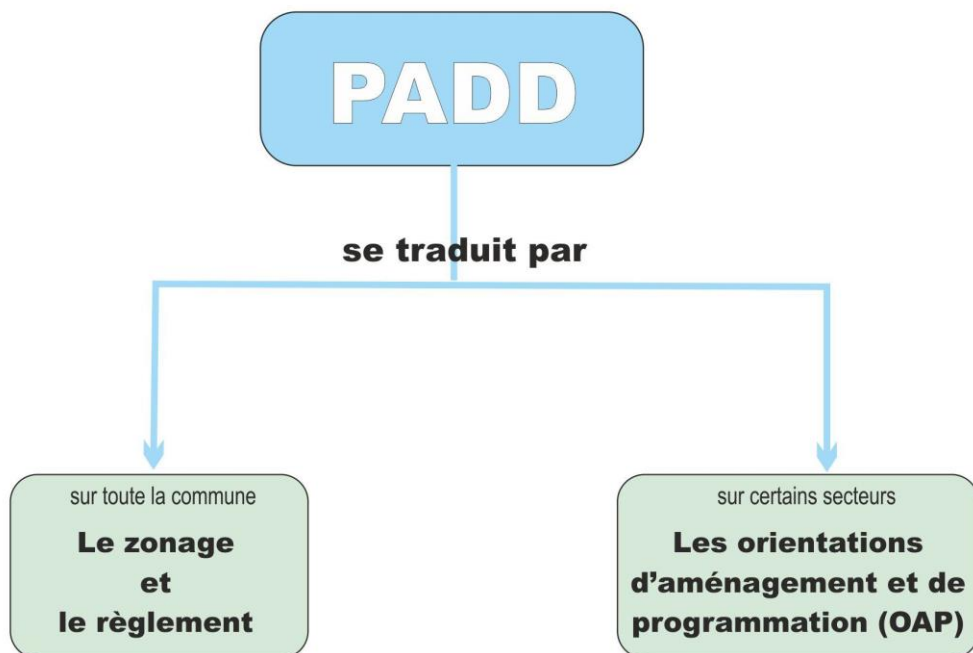 PADD
se traduit par
sur toute la commune
Le zonage
et
le règlement
sur certains secteurs
Les orientations
d’aménagement et de
programmation (OAP)